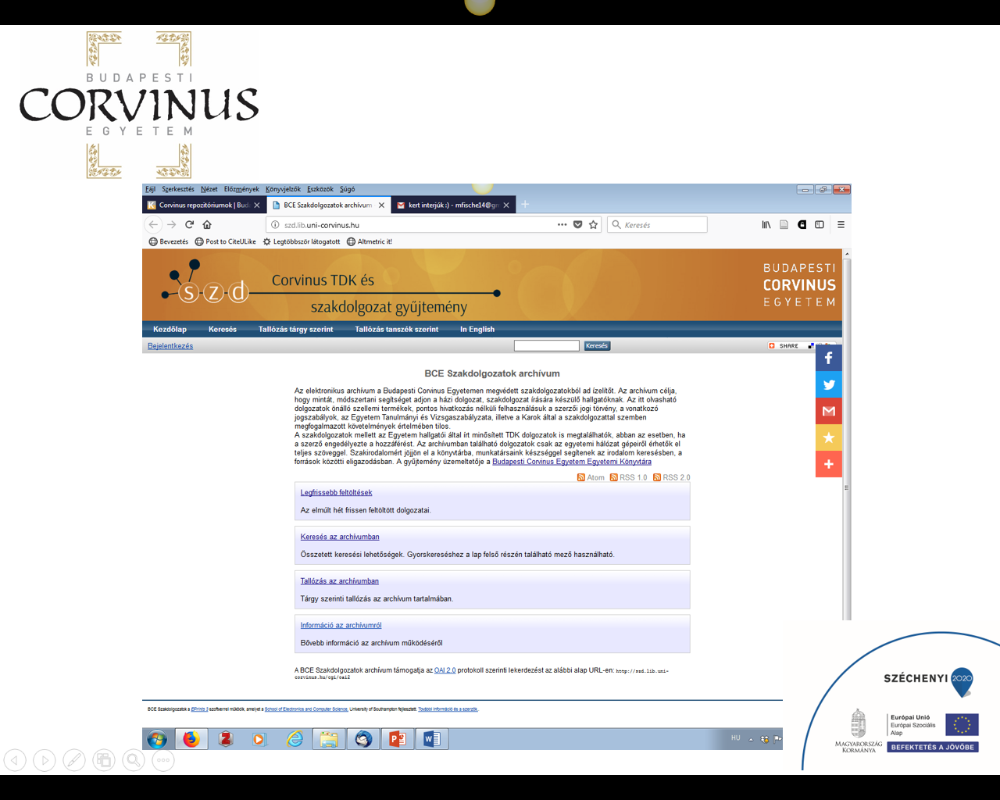 BUDAPESTI
CORVINUS
EGYETEM
Fájl Szerkesztés Nézet Előzmények Könyvjelzők Eszközök Súgó
Corvinus repozitóriumok | Bud
BCE Szakdolgozatok archívum
kert interjúk :) - mfische14@gm
szd.lib.uni-corvinus.hu
Keresés
Bevezetés Post to CiteULike Legtöbbször látogatott Altmetric it!
szd
Corvinus TDK és
szakdolgozat gyűjtemény
BUDAPESTI
CORVINUS
EGYETEM
Kezdőlap Keresés Tallózás tárgy szerint Tallózás tanszék szerint In English
Bejelentkezés Keresés SHARE
BCE Szakdolgozatok archívum
Az elektronikus archívum a Budapesti Corvinus Egyetemen megvédett szakdolgozatokból ad ízelítőt. Az archívum célja,
hogy mintát, módszertani segítséget adjon a házi dolgozat, szakdolgozat írására készülő hallgatóknak. Az itt olvasható
dolgozatok önálló szellemi termékek, pontos hivatkozás nélküli felhasználásuk a szerzői jogi törvény, a vonatkozó
jogszabályok, az Egyetem Tanulmányi és Vizsgaszabályzata, illetve a Karok által a szakdolgozattal szemben
megfogalmazott követelmények értelmében tilos.
A szakdolgozatok mellett az Egyetem hallgatói által írt minősített TDK dolgozatok is megtalálhatók, abban az esetben, ha
a szerző engedélyezte a hozzáférést. Az archívumban található dolgozatok csak az egyetemi hálózat gépeiről érhetők el
teljes szöveggel. Szakirodalomért jöjjön el a könyvtárba, munkatársaink készséggel segítenek az irodalom keresésben, a
források közötti eligazodásban. A gyűjtemény üzemeltetője a Budapesti Corvinus Egyetem Egyetemi Könyvtára
Atom RSS 1.0 RSS 2.0
Legfrissebb feltöltések
Az elmúlt hét frissen feltöltött dolgozatai.
Keresés az archívumban
Összetett keresési lehetőségek. Gyorskereséshez a lap felső részén található mező használható.
Tallózás az archívumban
Tárgy szerinti tallózás az archívum tartalmában.
Információ az archívumról
Bővebb információ az archívum működéséről
A BCE Szakdolgozatok archívum támogatja az OAI 2.0 protokoll szerinti lekerdezést az alábbi alap URL-en: http://szd.lib.uni-
corvinus.hu/cgi/oai2
BCE Szakdolgozatok a EPrints 3 szoftverrel működik, amelyet a School of Electronics and Computer Science, University of Southampton fejlesztett. További információ és a szerzők.
HU
SZÉCHENYI 2020
MAGYARORSZÁG
KORMÁNYA
Európai Unió
Európai Szociális
Alap
BEFEKTETÉS A JÖVŐBE